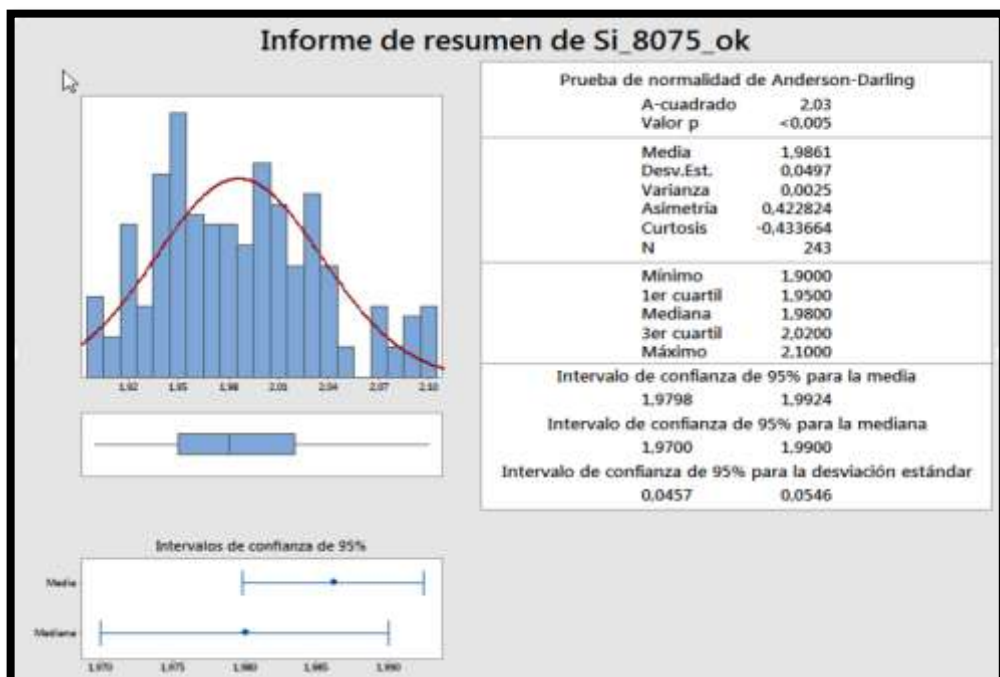 Informe de resumen de Si_8075_ok
1,92 1,95 1,98 2,01 2,04 2,07 2,10
Intervalos de confianza de 95%
Media
Mediana
1,970 1,975 1,980 1,985 1,990
Prueba de normalidad de Anderson-Darling
A-cuadrado 2,03
Valor p <0,005
Media 1,9861
Desv.Est. 0,0497
Varianza 0,0025
Asimetría 0,422824
Curtosis -0,433664
N 243
Mínimo 1,9000
1er cuartil 1,9500
Mediana 1,9800
3er cuartil 2,0200
Máximo 2,1000
Intervalo de confianza de 95% para la media
1,9798 1,9924
Intervalo de confianza de 95% para la mediana
1,9700 1,9900
Intervalo de confianza de 95% para la desviación estándar
0,0457 0,0546